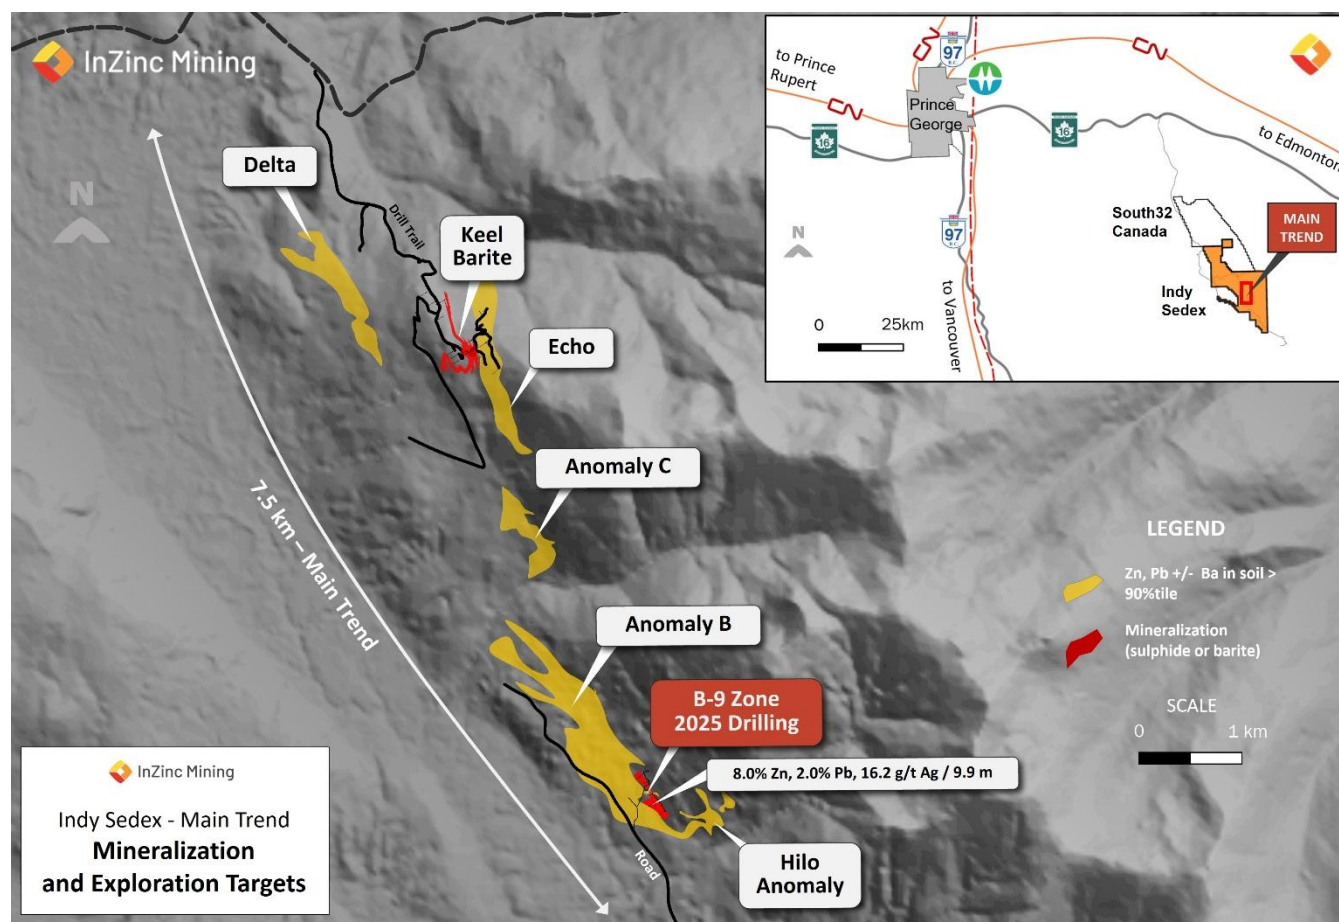 InZinc Mining
N
Delta
Drill Trail
Keel
Barite
Echo
Anomaly C
7.5 km – Main Trend
Anomaly B
B-9 Zone
2025 Drilling
8.0% Zn, 2.0% Pb, 16.2 g/t Ag / 9.9 m
Hilo
Anomaly
Road
InZinc Mining
Indy Sedex - Main Trend
Mineralization
and Exploration Targets
to Prince
Rupert
CN
97
B.C.
CN
Prince
George
16
CN
16
to Edmonton
South32
Canada
MAIN
TREND
N
97
B.C.
Indy
Sedex
to Vancouver
0 25km
LEGEND
Zn, Pb +/- Ba in soil >
90%tile
Mineralization
(sulphide or barite)
SCALE
0 1 km